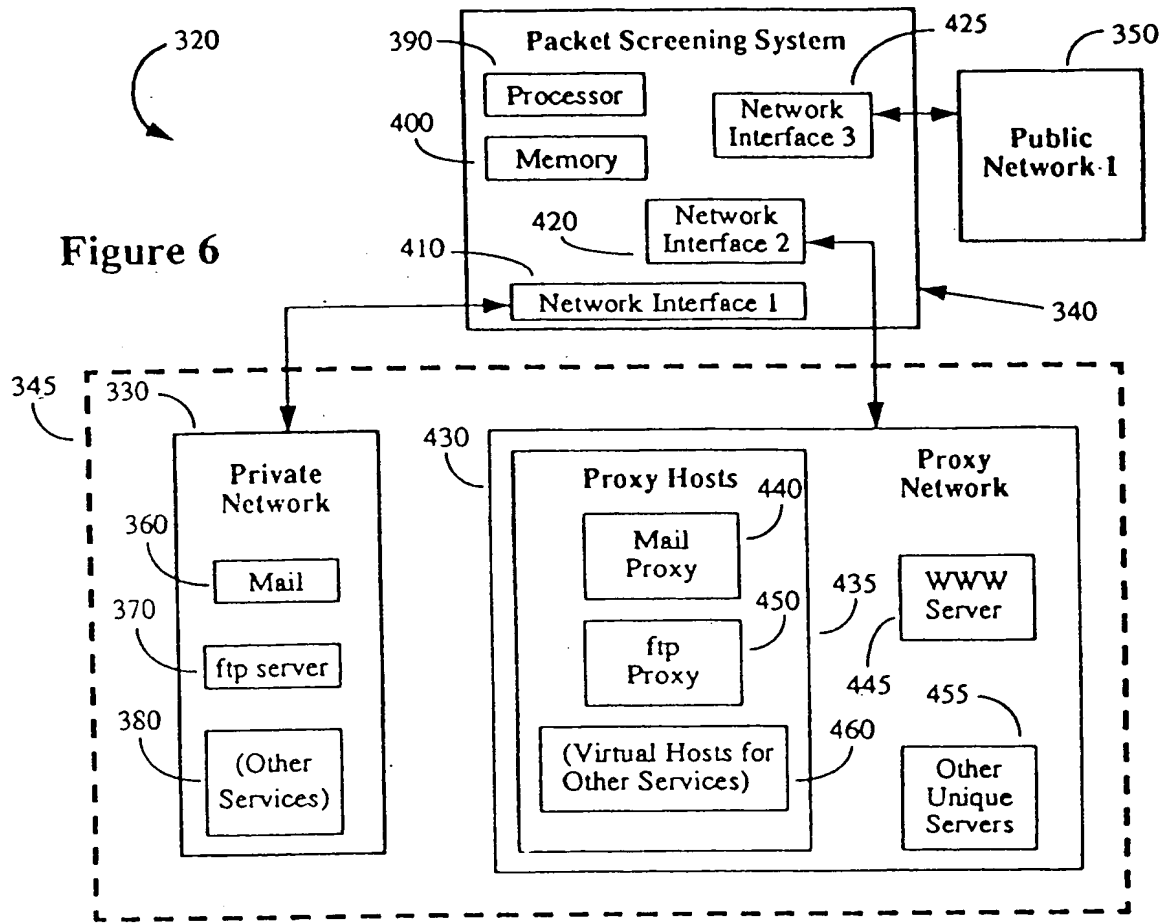 320
390
Packet Screening System
425
350
Processor
Network
Interface 3
400
Memory
Public
Network 1
Figure 6
420
Network
Interface 2
410
Network Interface 1
340
345
330
430
Private
Network
Proxy Hosts
440
Proxy
Network
360
Mail
Mail
Proxy
WWW
Server
435
370
450
ftp server
ftp
Proxy
445
455
380
(Other
Services)
(Virtual Hosts for
Other Services)
460
Other
Unique
Servers